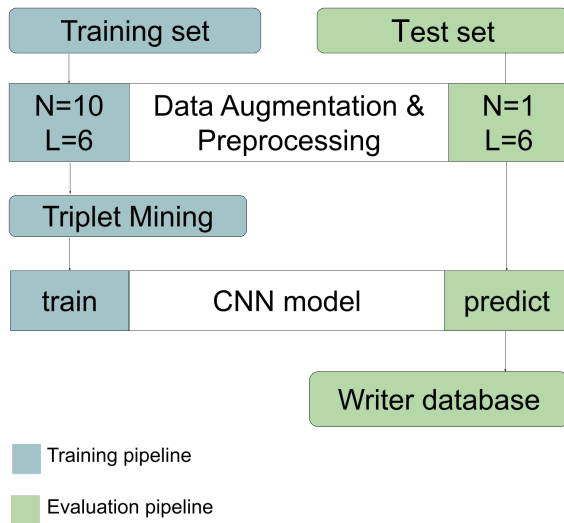 Training set
Test set
N=10
L=6
Data Augmentation &
Preprocessing
N=1
L=6
Triplet Mining
train
CNN model
predict
Writer database
Training pipeline
Evaluation pipeline